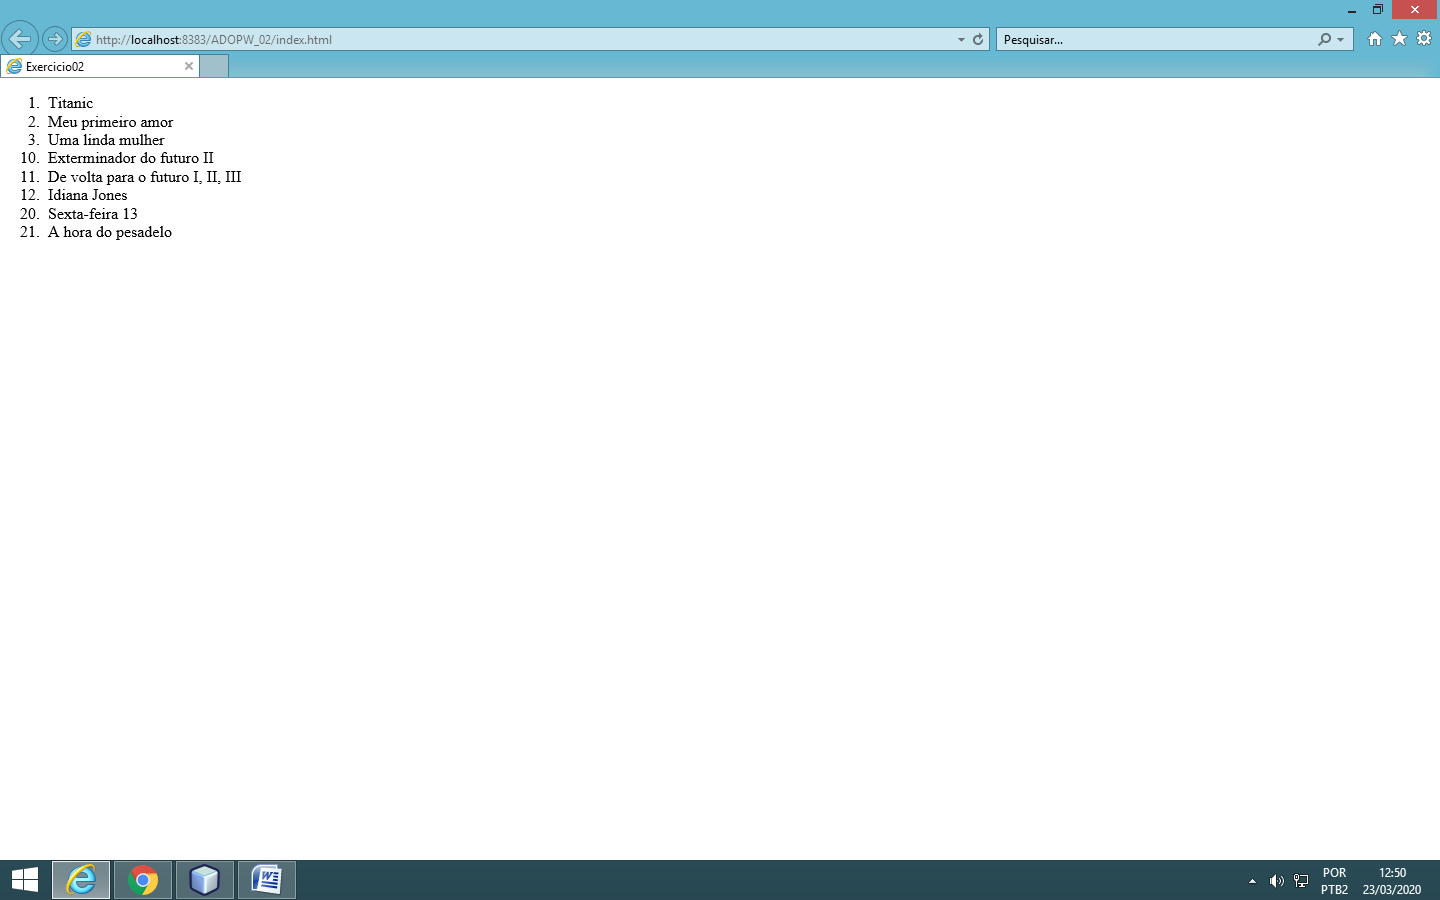 http://localhost:8383/ADOPW_02/index.html
Pesquisar...
Exercicio02
1. Titanic
2. Meu primeiro amor
3. Uma linda mulher
10. Exterminador do futuro II
11. De volta para o futuro I, II, III
12. Idiana Jones
20. Sexta-feira 13
21. A hora do pesadelo
POR 12:50
PTB2 23/03/2020